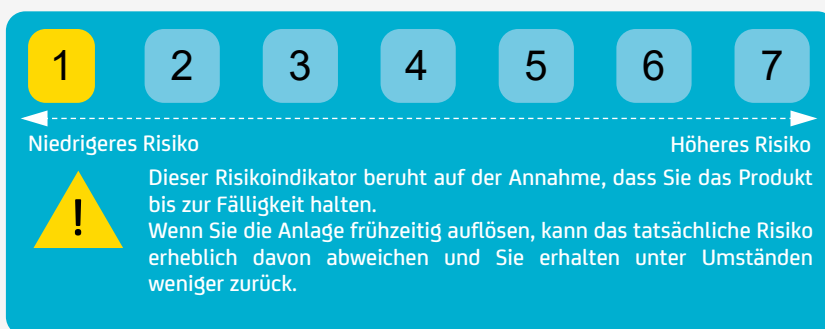 1 2 3 4 5 6 7
Niedrigeres Risiko Höheres Risiko
Dieser Risikoindikator beruht auf der Annahme, dass Sie das Produkt
bis zur Fälligkeit halten.
!
Wenn Sie die Anlage frühzeitig auflösen, kann das tatsächliche Risiko
erheblich davon abweichen und Sie erhalten unter Umständen
weniger zurück.